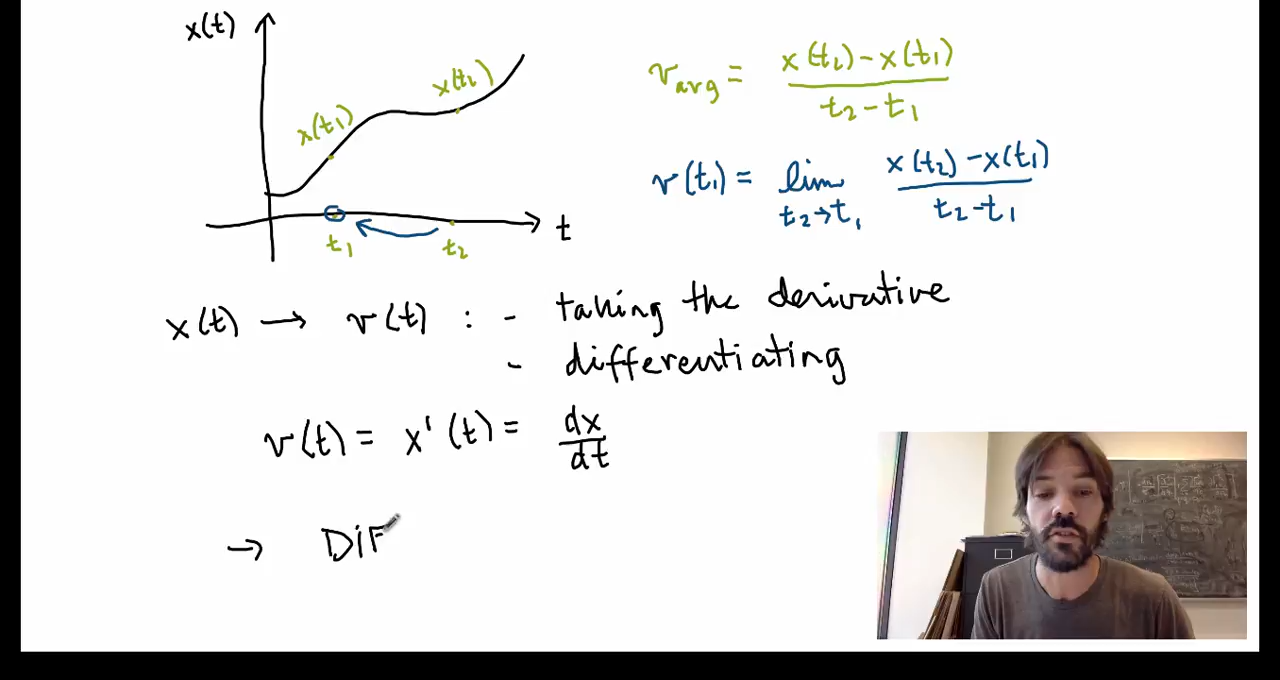 x(t)
x(t₁)
x(t₂)
t₁
t₂
t
v avg = x(t₂) - x(t₁) / t₂ - t₁
v(t₁) = lim t₂→t₁ x(t₂) - x(t₁) / t₂ - t₁
x(t) → v(t) : - taking the derivative
- differentiating
v(t) = x'(t) = dx/dt
→ DIF